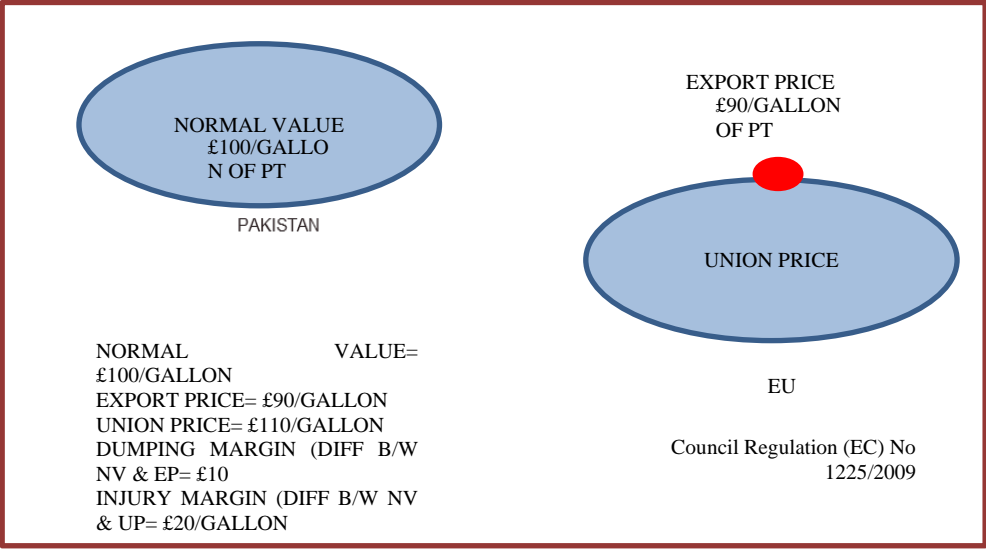 NORMAL VALUE
£100/GALLO
N OF PT
PAKISTAN
EXPORT PRICE
£90/GALLON
OF PT
UNION PRICE
EU
Council Regulation (EC) No
1225/2009
NORMAL VALUE=
£100/GALLON
EXPORT PRICE= £90/GALLON
UNION PRICE= £110/GALLON
DUMPING MARGIN (DIFF B/W
NV & EP= £10
INJURY MARGIN (DIFF B/W NV
& UP= £20/GALLON